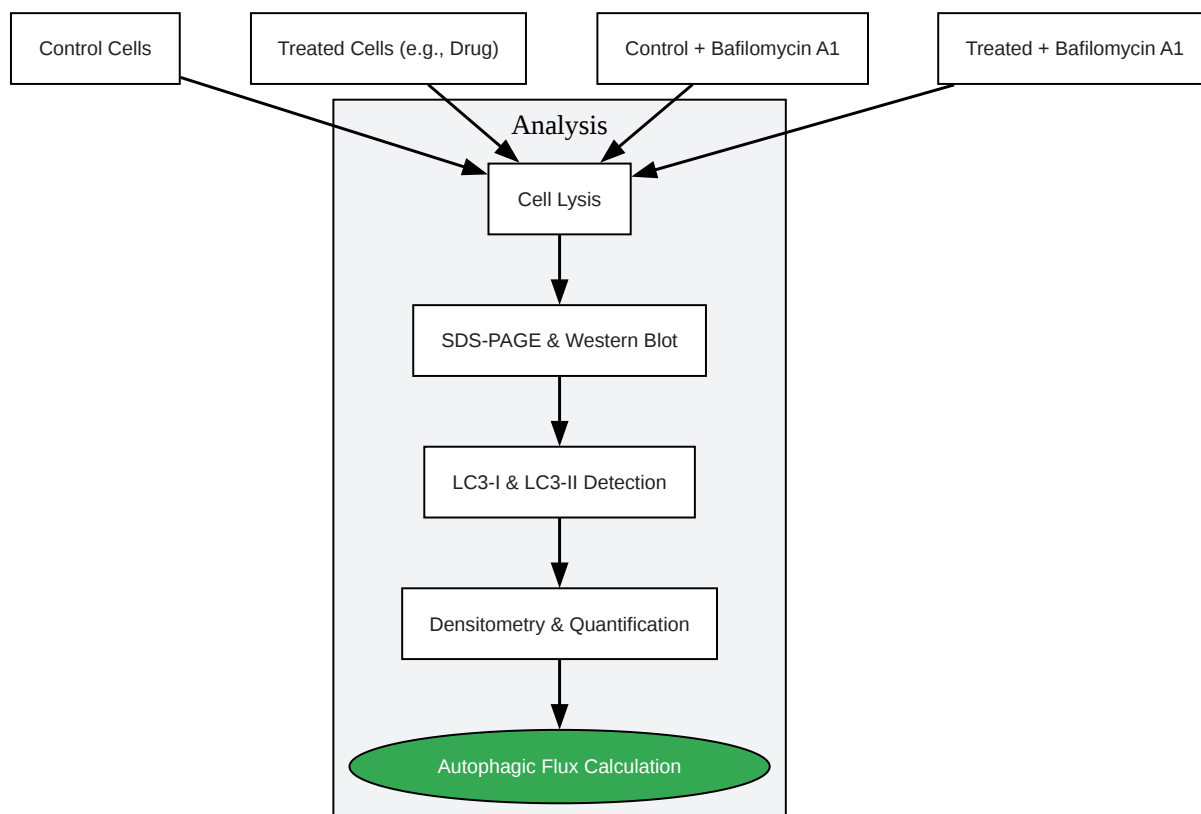 Control Cells
Treated Cells (e.g., Drug)
Control + Bafilomycin A1
Treated + Bafilomycin A1
Analysis
Cell Lysis
SDS-PAGE & Western Blot
LC3-I & LC3-II Detection
Densitometry & Quantification
Autophagic Flux Calculation